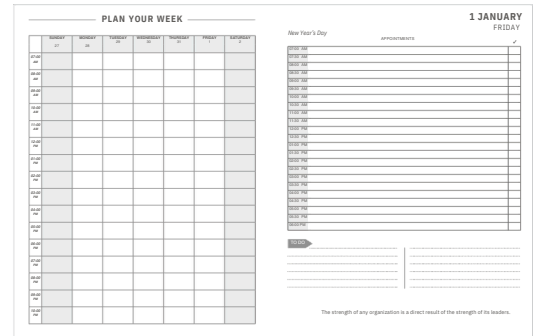 PLAN YOUR WEEK
SUNDAY MONDAY TUESDAY WEDNESDAY THURSDAY FRIDAY SATURDAY
27 28 29 30 31 1 2
07:00 AM
08:00 AM
09:00 AM
10:00 AM
11:00 AM
12:00 PM
01:00 PM
02:00 PM
03:00 PM
04:00 PM
05:00 PM
06:00 PM
07:00 PM
08:00 PM
09:00 PM
10:00 PM
1 JANUARY
FRIDAY
New Year's Day
APPOINTMENTS ✓
07:00 AM
07:30 AM
08:00 AM
08:30 AM
09:00 AM
09:30 AM
10:00 AM
10:30 AM
11:00 AM
11:30 AM
12:00 PM
12:30 PM
01:00 PM
01:30 PM
02:00 PM
02:30 PM
03:00 PM
03:30 PM
04:00 PM
04:30 PM
05:00 PM
05:30 PM
06:00 PM
TO DO
The strength of any organization is a direct result of the strength of its leaders.